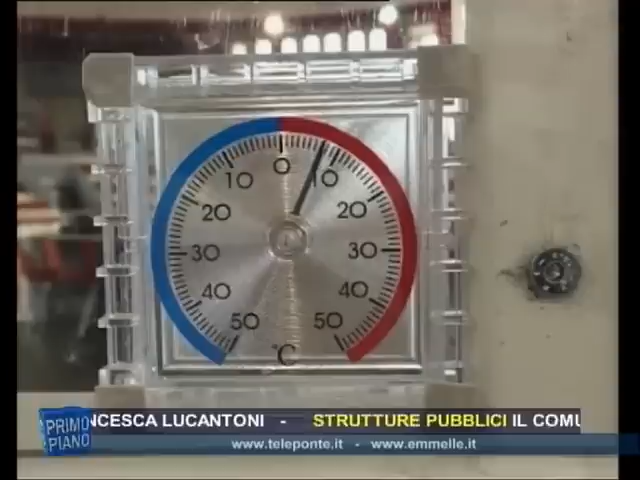 0
10 10
20 20
30 30
40 40
50 50
°C
PRIMO PIANO
NCESCA LUCANTONI - STRUTTURE PUBBLICI IL COMU
www.teleponte.it - www.emmelle.it